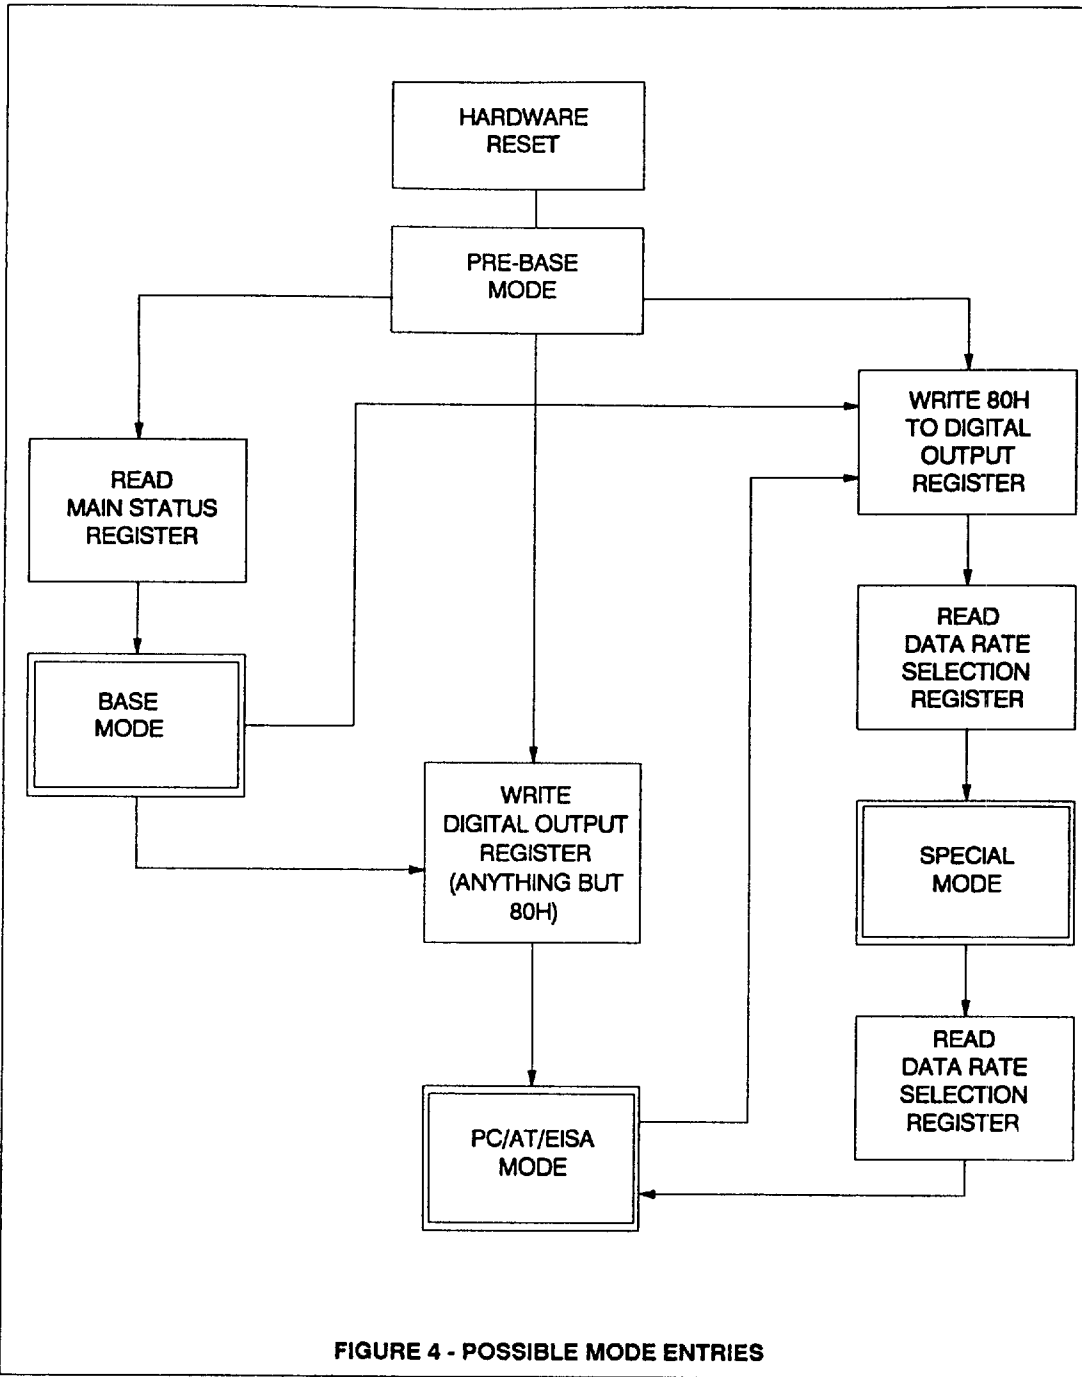 HARDWARE
RESET
PRE-BASE
MODE
WRITE 80H
TO DIGITAL
OUTPUT
REGISTER
READ
MAIN STATUS
REGISTER
READ
DATA RATE
SELECTION
REGISTER
BASE
MODE
WRITE
DIGITAL OUTPUT
REGISTER
(ANYTHING BUT
80H)
SPECIAL
MODE
READ
DATA RATE
SELECTION
REGISTER
PC/AT/EISA
MODE
FIGURE 4 - POSSIBLE MODE ENTRIES